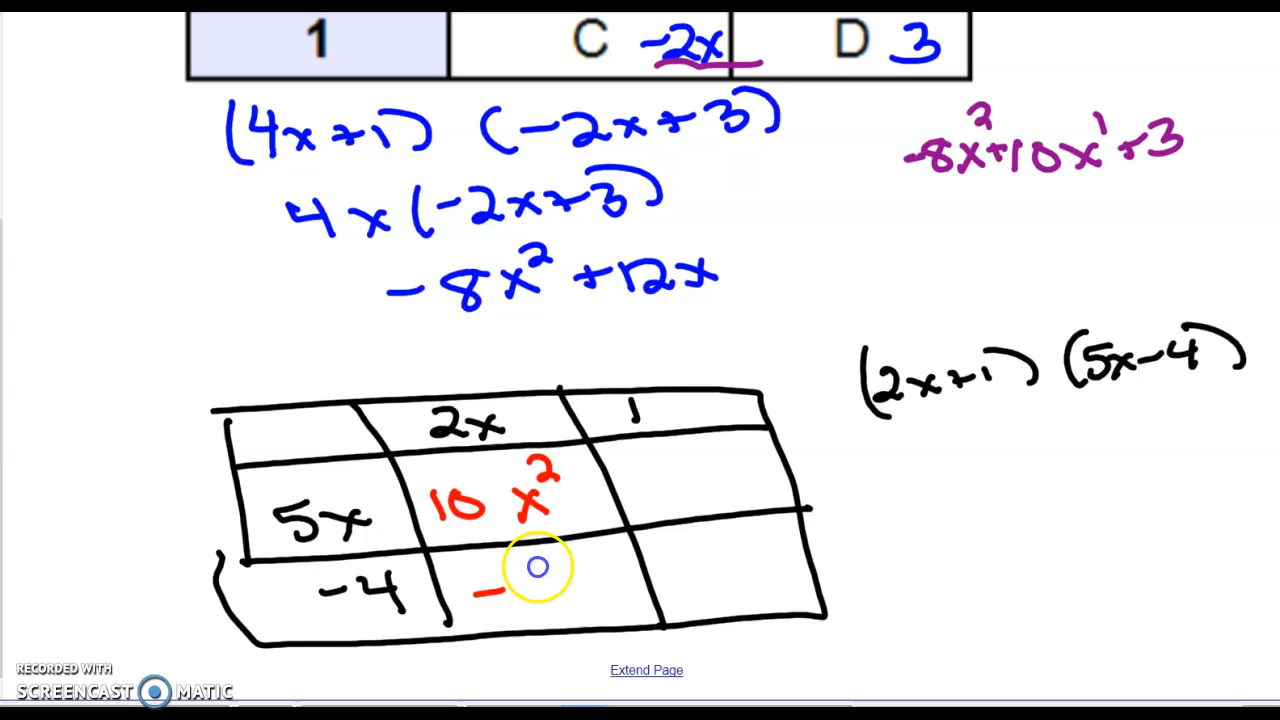 1 C -2x D 3
(4x+1) (-2x+3)
-8x²+10x¹+3
4x(-2x+3)
-8x² +12x
(2x+1) (5x-4)
2x 1
5x 10 x²
-4 -
Extend Page
RECORDED WITH
SCREENCAST MATIC